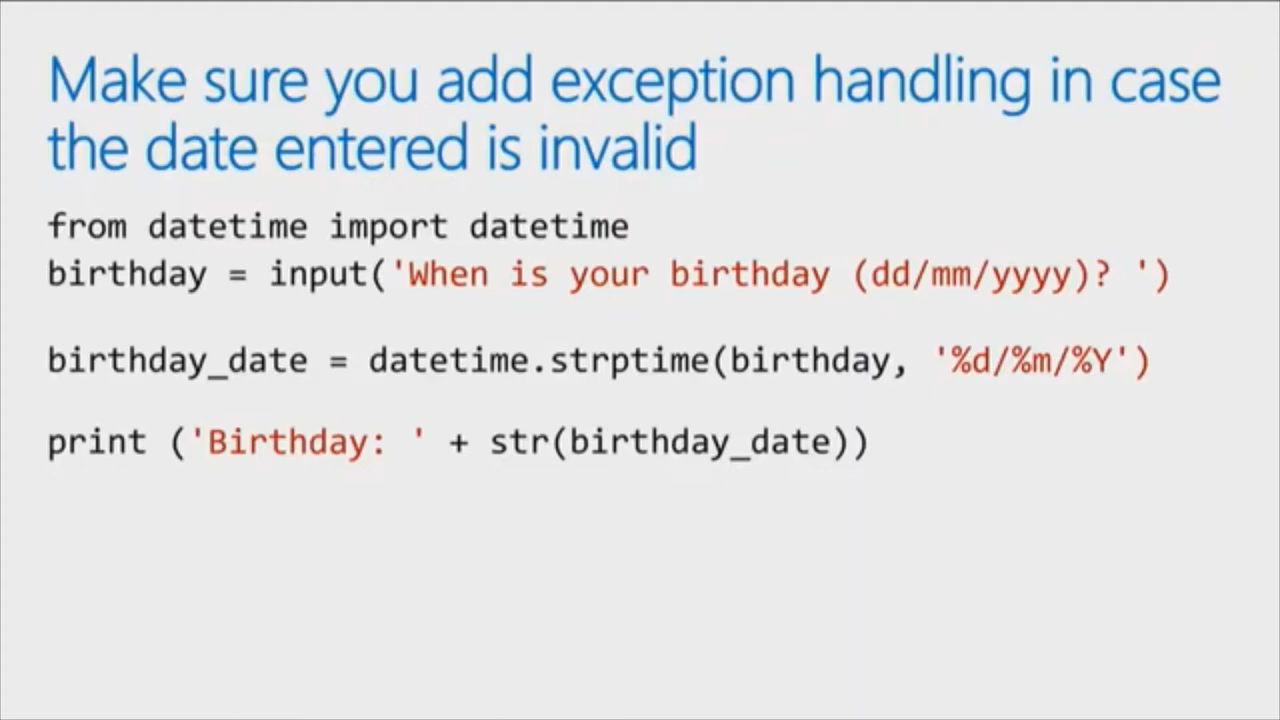 Make sure you add exception handling in case
the date entered is invalid
from datetime import datetime
birthday = input('When is your birthday (dd/mm/yyyy)? ')
birthday_date = datetime.strptime(birthday, '%d/%m/%Y')
print ('Birthday: ' + str(birthday_date))